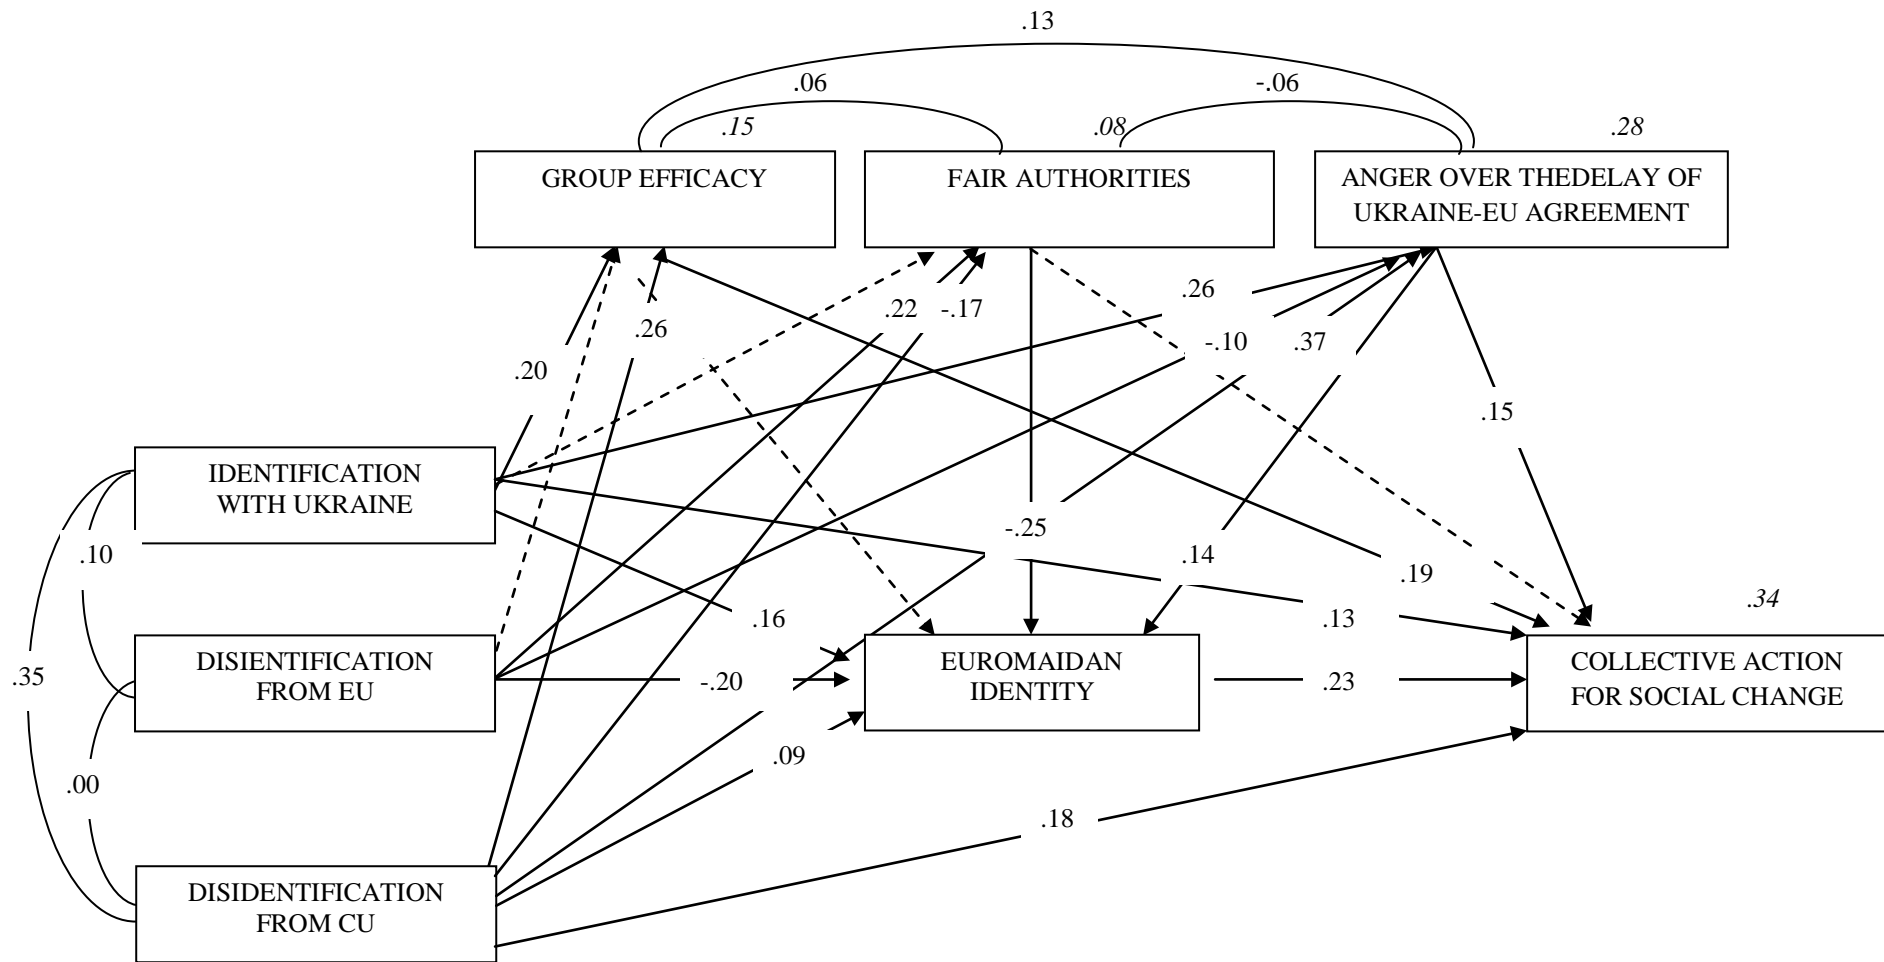 .13
.06
-.06
.15
.08
.28
GROUP EFFICACY
FAIR AUTHORITIES
ANGER OVER THEDELAY OF
UKRAINE-EU AGREEMENT
.26
.22
-.17
.26
-.10
.37
.20
.15
IDENTIFICATION
WITH UKRAINE
-.25
.10
.14
.19
.34
.16
.13
DISIENTIFICATION
FROM EU
.35
-.20
EUROMAIDAN
IDENTITY
.23
COLLECTIVE ACTION
FOR SOCIAL CHANGE
.09
.00
.18
DISIDENTIFICATION
FROM CU